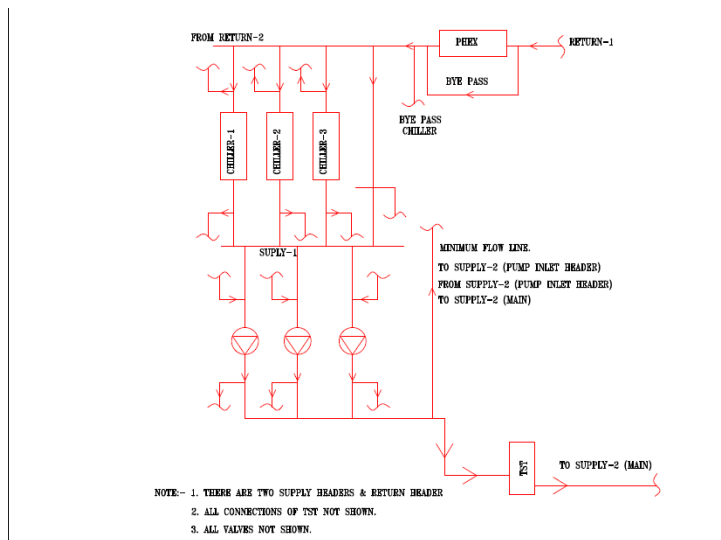 FROM RETURN-2
PHEX
RETURN-1
BYE PASS
BYE PASS
CHILLER
CHILLER-1
CHILLER-2
CHILLER-3
SUPLY-1
MINIMUM FLOW LINE.
TO SUPPLY-2 (PUMP INLET HEADER)
FROM SUPPLY-2 (PUMP INLET HEADER)
TO SUPPLY-2 (MAIN)
TST
TO SUPPLY-2 (MAIN)
NOTE:- 1. THERE ARE TWO SUPPLY HEADERS & RETURN HEADER
2. ALL CONNECTIONS OF TST NOT SHOWN.
3. ALL VALVES NOT SHOWN.